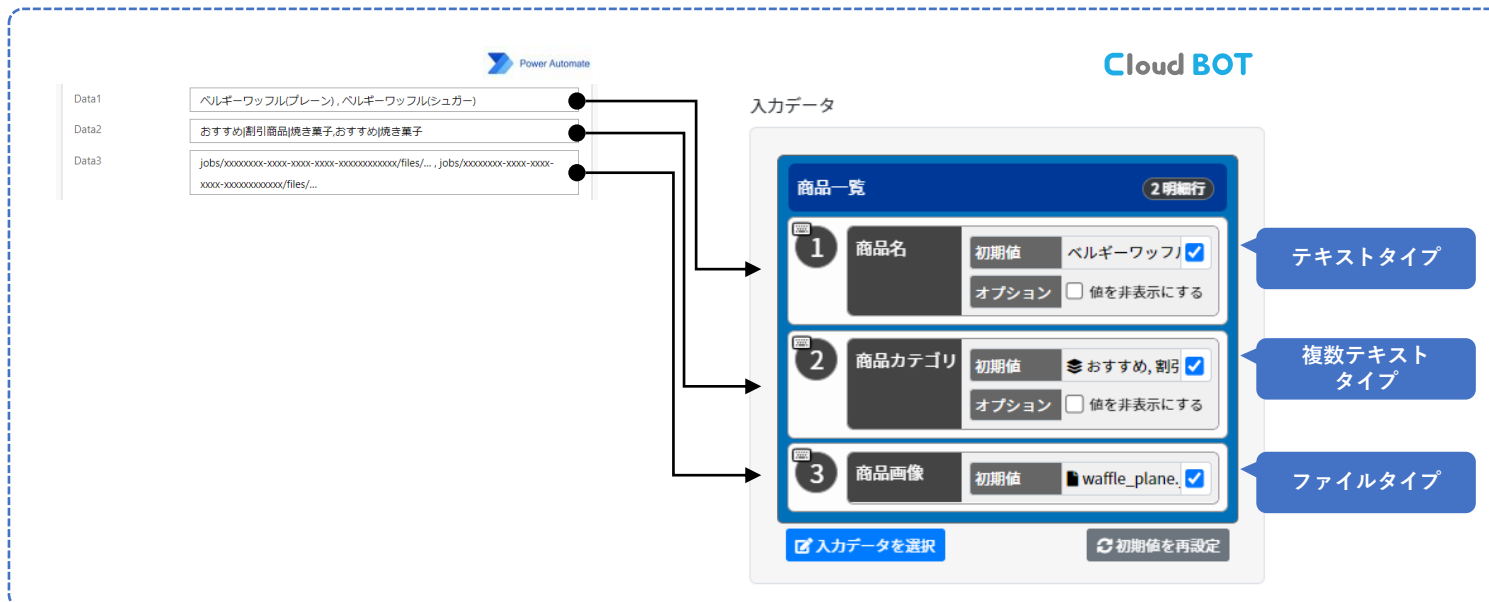 Power Automate
Cloud BOT
Data1
ベルギーワッフル(プレーン) , ベルギーワッフル(シュガー)
Data2
おすすめ|割引商品|焼き菓子,おすすめ|焼き菓子
Data3
jobs/xxxxxxxx-xxxx-xxxx-xxxx-xxxxxxxxxxxx/files/... , jobs/xxxxxxxx-xxxx-xxxx-
xxxx-xxxxxxxxxxxx/files/...
入力データ
商品一覧
2 明細行
1
商品名
初期値
ベルギーワッフル
オプション
値を非表示にする
テキストタイプ
2
商品カテゴリ
初期値
おすすめ, 割引
オプション
値を非表示にする
複数テキスト
タイプ
3
商品画像
初期値
waffle_plane.
ファイルタイプ
入力データを選択
初期値を再設定